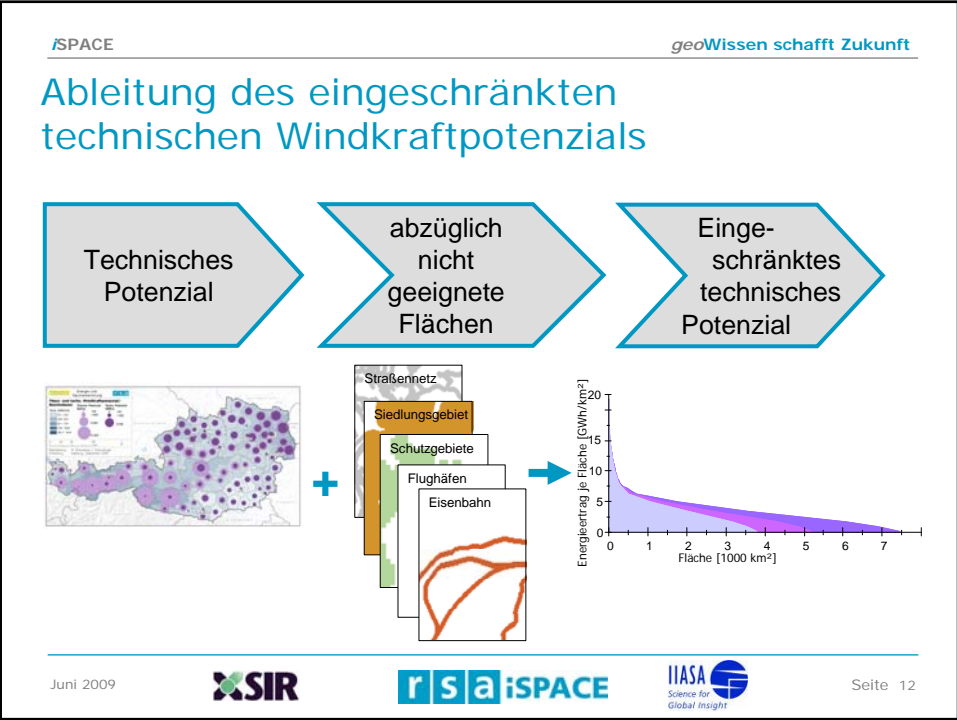 iSPACE
geoWissen schafft Zukunft
Ableitung des eingeschränkten
technischen Windkraftpotenzials
Technisches
Potenzial
abzüglich
nicht
geeignete
Flächen
Einge-
schränktes
technisches
Potenzial
Straßennetz
Siedlungsgebiet
Schutzgebiete
Flughäfen
Eisenbahn
Energieertrag je Fläche [GWh/km²]
20
15
10
5
0
0 1 2 3 4 5 6 7
Fläche [1000 km²]
Juni 2009
SIR
rsa iSPACE
IIASA
Science for
Global Insight
Seite 12